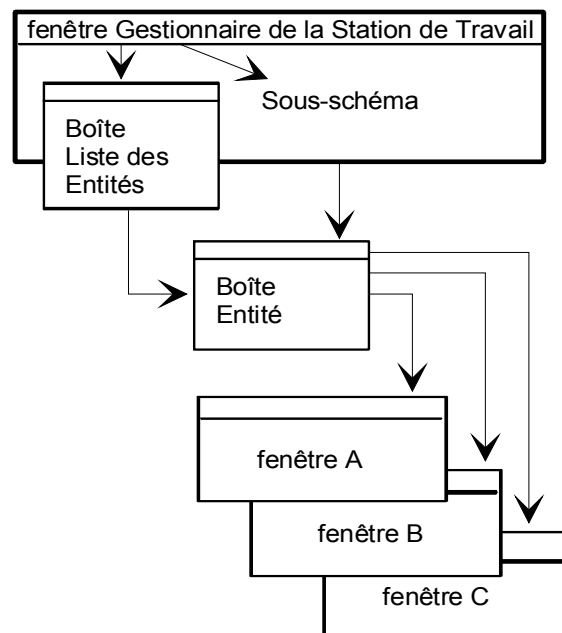 fenêtre Gestionnaire de la Station de Travail
Sous-schéma
Boîte
Liste des
Entités
Boîte
Entité
fenêtre A
fenêtre B
fenêtre C